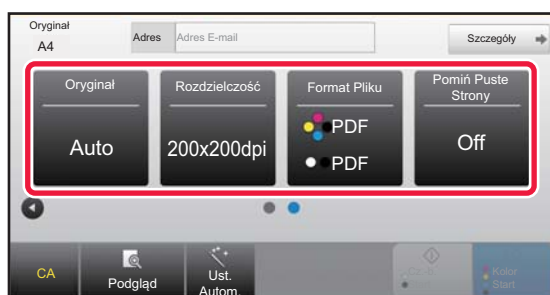 Oryginał
A4
Adres
Adres E-mail
Szczegóły
Oryginał
Auto
Rozdzielczość
200x200dpi
Format Pliku
PDF
PDF
Pomiń Puste
Strony
Off
CA
Podgląd
Ust.
Autom.
Kolor
Start